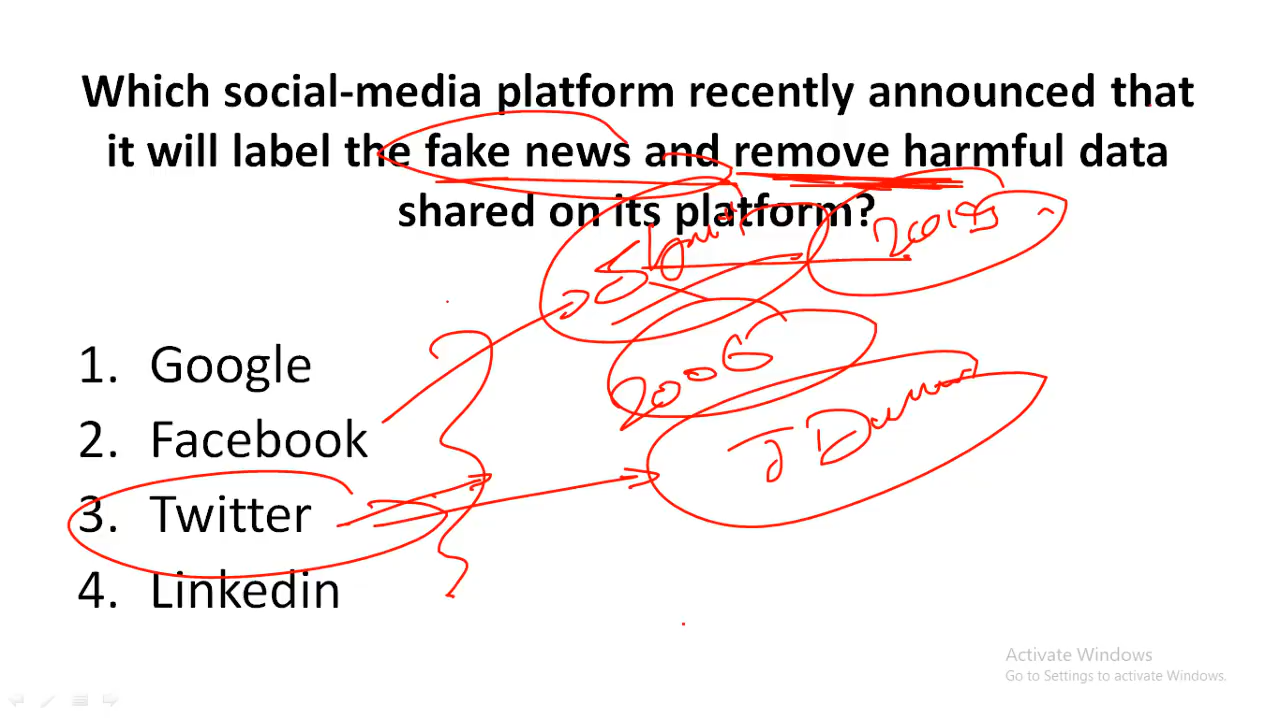 Which social-media platform recently announced that
it will label the fake news and remove harmful data
shared on its platform?
2006
1. Google
2. Facebook
3. Twitter
4. Linkedin
Activate Windows
Go to Settings to activate Windows.